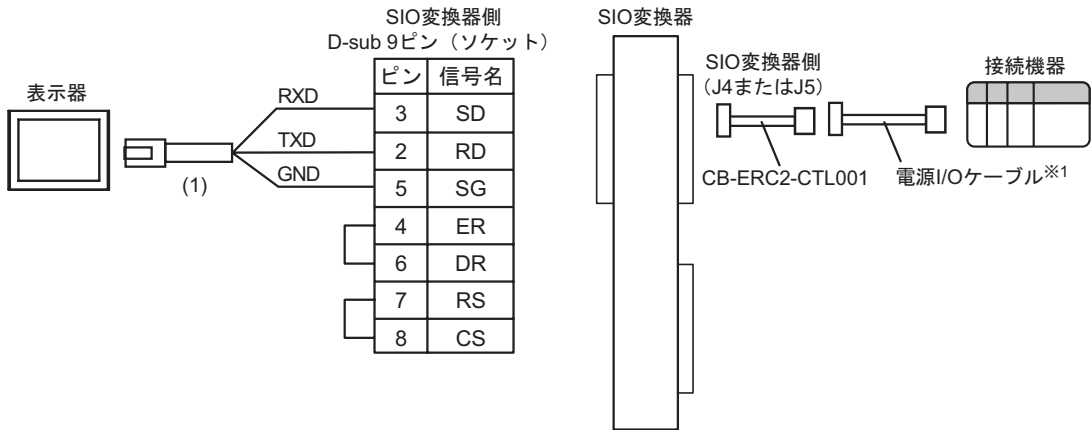 表示器
(1)
RXD
TXD
GND
SIO変換器側
D-sub 9ピン（ソケット）
ピン 信号名
3 SD
2 RD
5 SG
4 ER
6 DR
7 RS
8 CS
SIO変換器
SIO変換器側
（J4またはJ5）
CB-ERC2-CTL001
電源I/Oケーブル※1
接続機器